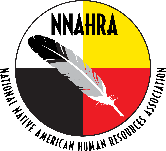 NNAHRA
NATIONAL NATIVE AMERICAN HUMAN RESOURCES ASSOCIATION